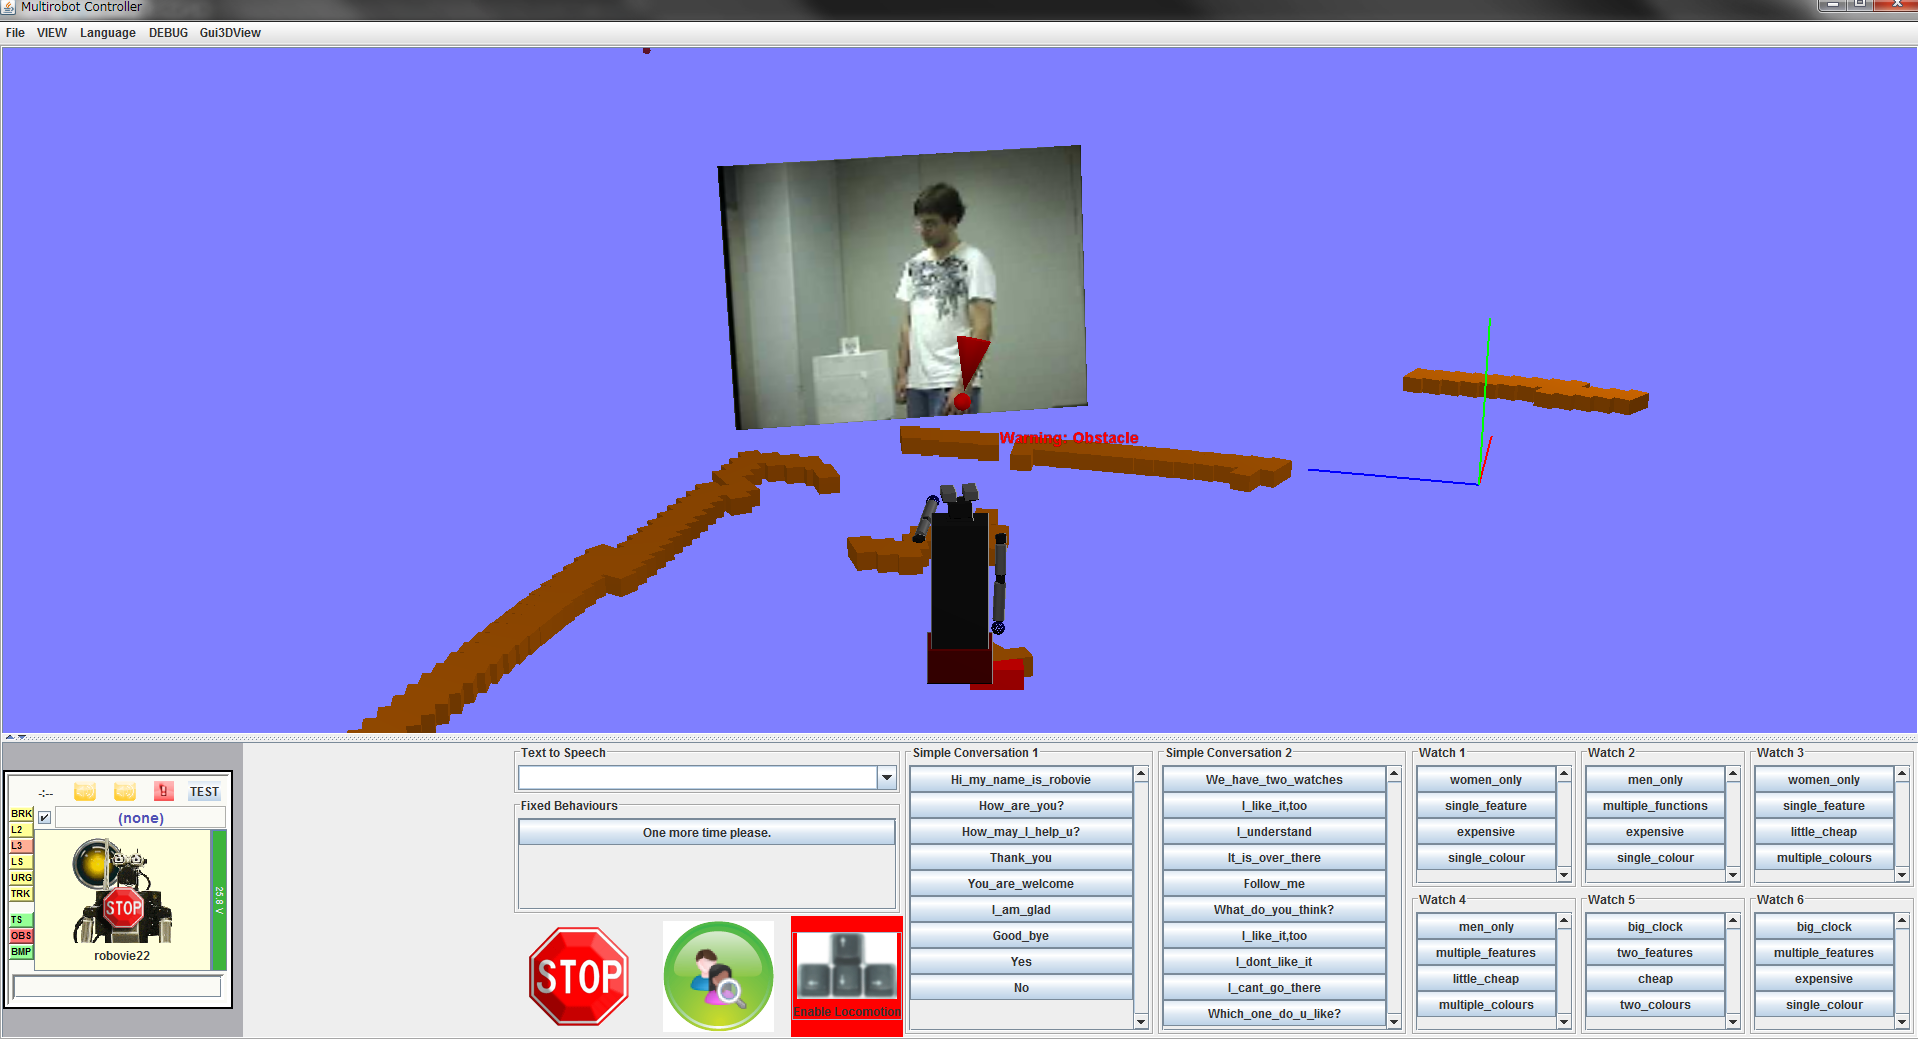 Multirobot Controller
File VIEW Language DEBUG Gui3DView
Warning: Obstacle
-:-- TEST
BRK
(none)
L2
L3
LS
URG
TRK
TS
OBS
BMP
25.8 V
STOP
robovie22
Text to Speech
Fixed Behaviours
One more time please.
STOP
Enable Locomotion
Simple Conversation 1
Hi_my_name_is_robovie
How_are_you?
How_may_I_help_u?
Thank_you
You_are_welcome
I_am_glad
Good_bye
Yes
No
Simple Conversation 2
We_have_two_watches
I_like_it,too
I_understand
It_is_over_there
Follow_me
What_do_you_think?
I_like_it,too
I_dont_like_it
I_cant_go_there
Which_one_do_u_like?
Watch 1
women_only
single_feature
expensive
single_colour
Watch 2
men_only
multiple_functions
expensive
single_colour
Watch 3
women_only
single_feature
little_cheap
multiple_colours
Watch 4
men_only
multiple_features
little_cheap
multiple_colours
Watch 5
big_clock
two_features
cheap
two_colours
Watch 6
big_clock
multiple_features
expensive
single_colour